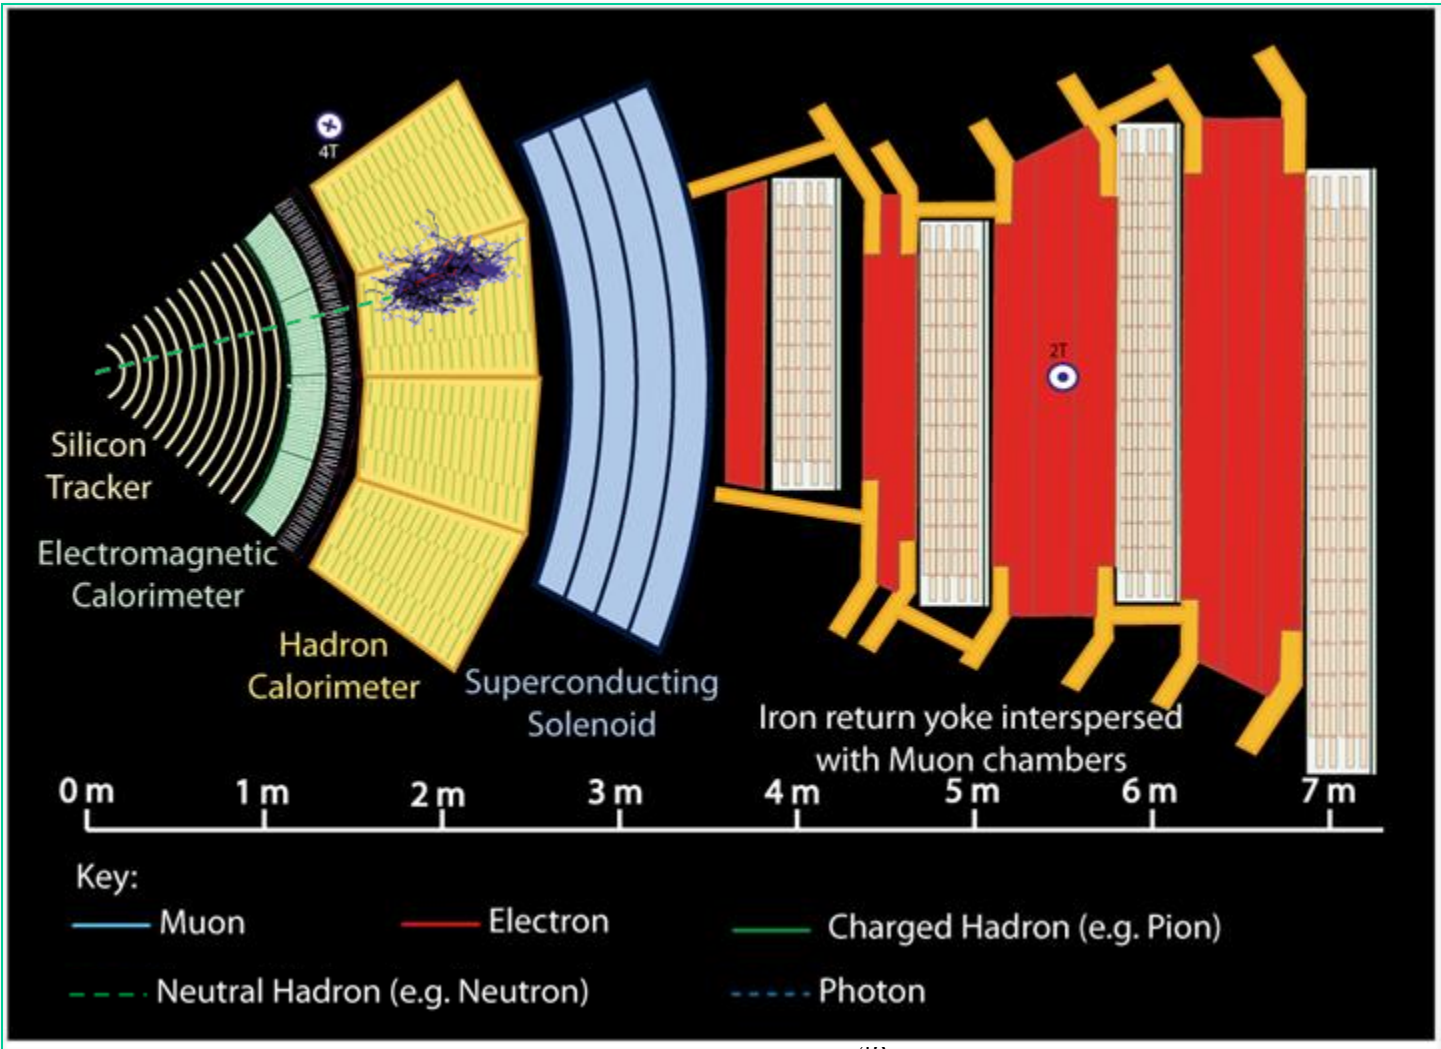 4T
2T
Silicon
Tracker
Electromagnetic
Calorimeter
Hadron
Calorimeter
Superconducting
Solenoid
Iron return yoke interspersed
with Muon chambers
0 m 1 m 2 m 3 m 4 m 5 m 6 m 7 m
Key:
Muon Electron Charged Hadron (e.g. Pion)
Neutral Hadron (e.g. Neutron) Photon